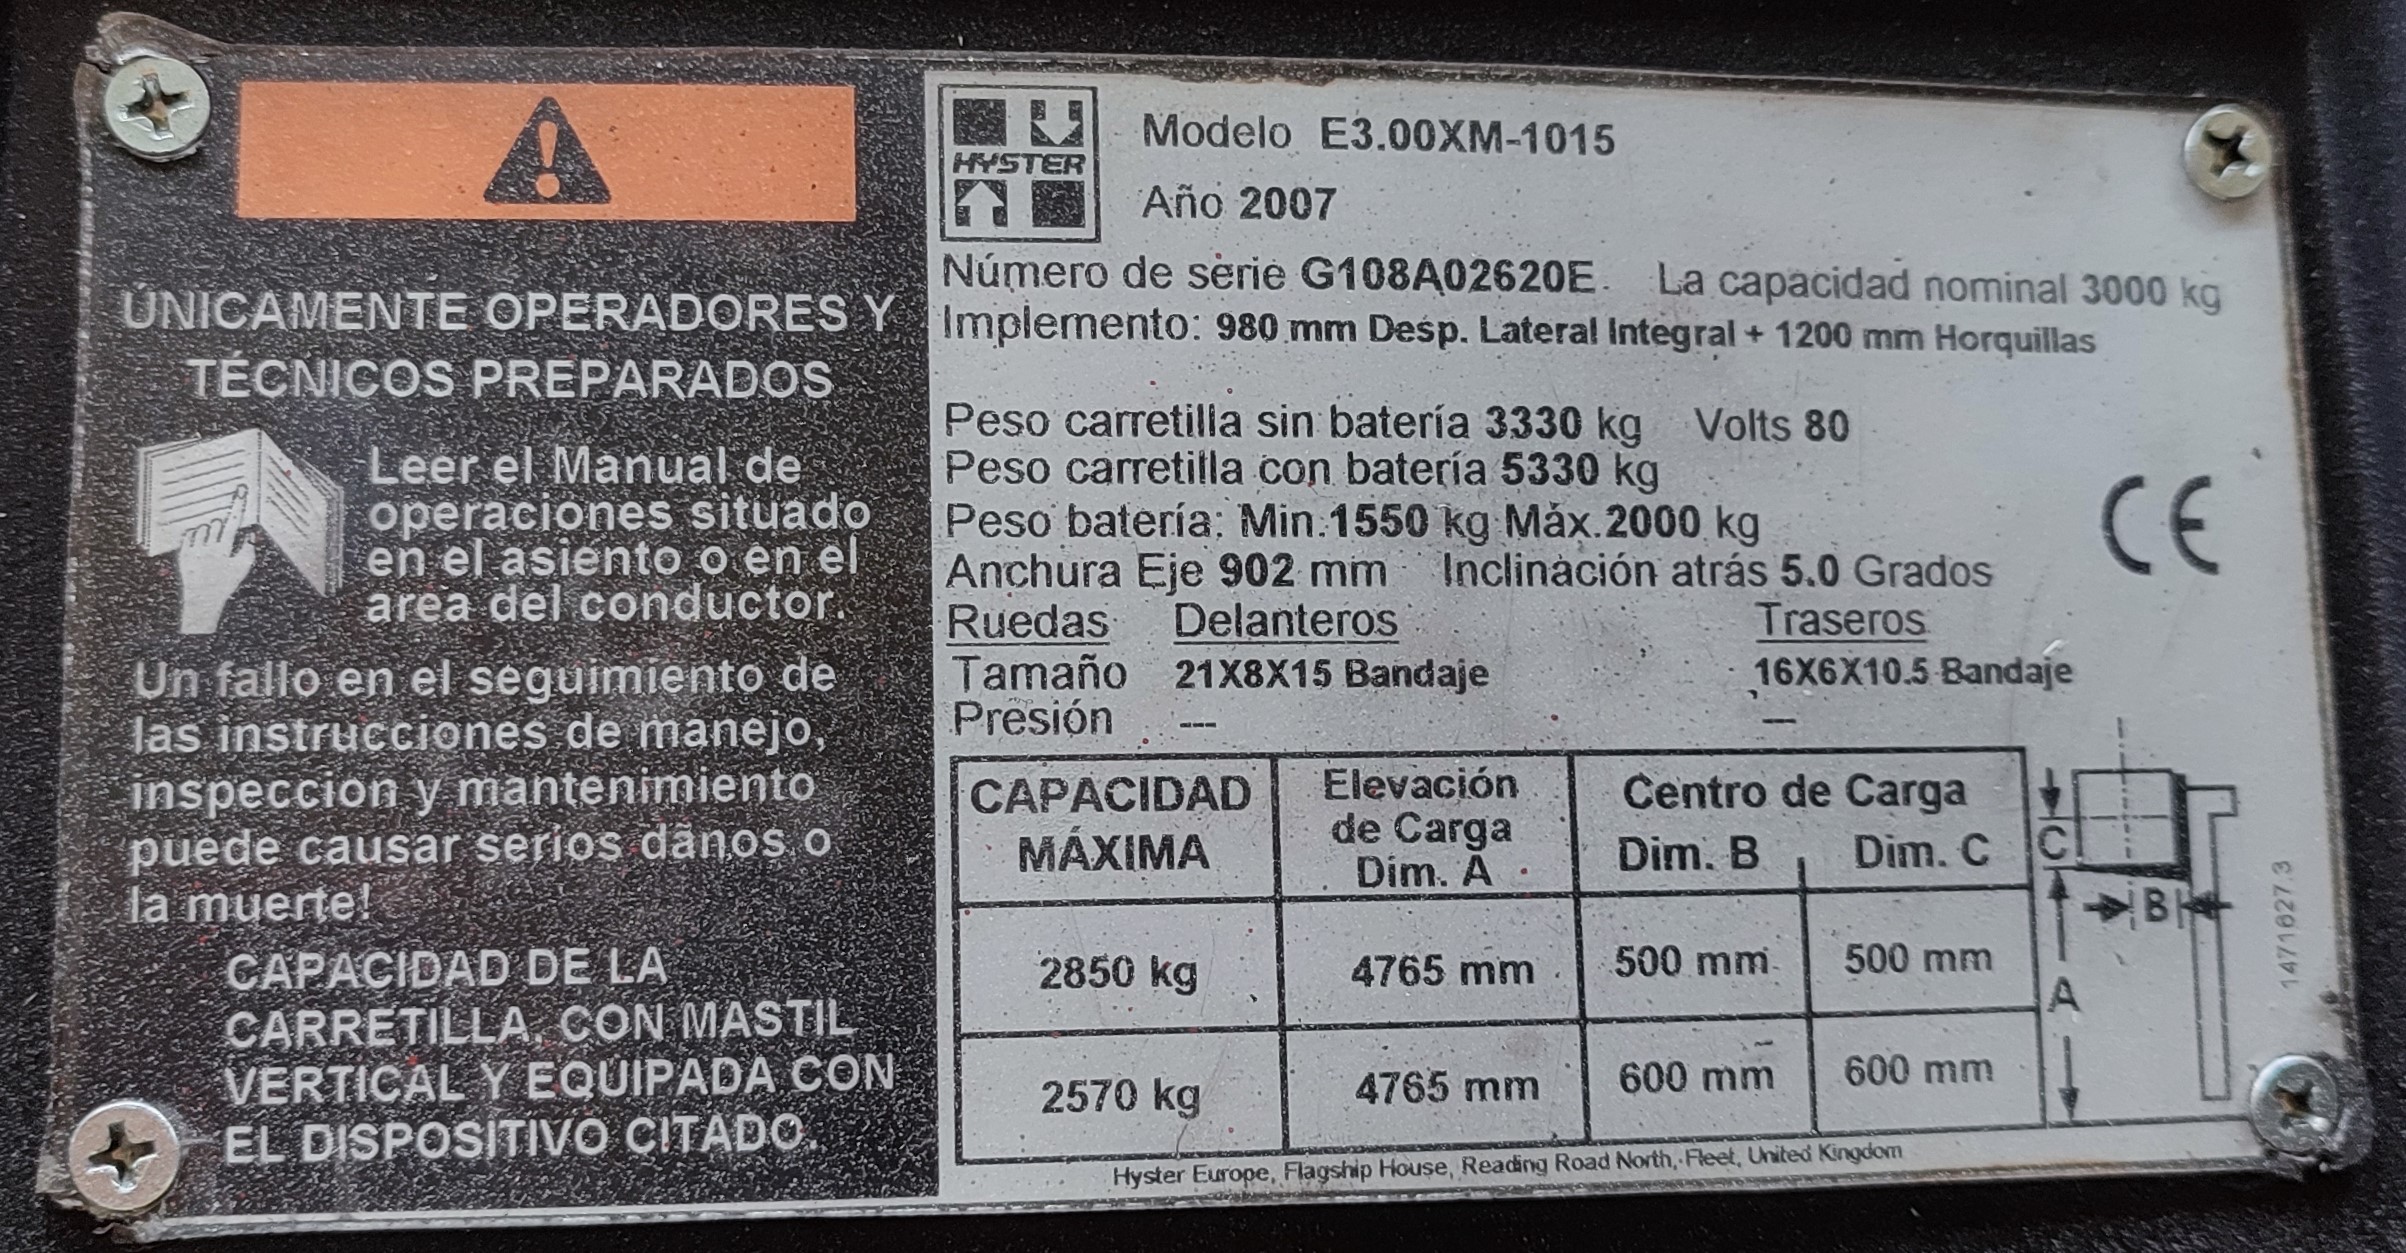 ÚNICAMENTE OPERADORES Y
TÉCNICOS PREPARADOS
Leer el Manual de
operaciones situado
en el asiento o en el
area del conductor.
Un fallo en el seguimiento de
las instrucciones de manejo,
inspeccion y mantenimiento
puede causar serios dãnos o
la muerte!
CAPACIDAD DE LA
CARRETILLA, CON MASTIL
VERTICAL Y EQUIPADA CON
EL DISPOSITIVO CITADO.
HYSTER
Modelo E3.00XM-1015
Año 2007
Número de serie G108A02620E. La capacidad nominal 3000 kg
Implemento: 980 mm Desp. Lateral Integral + 1200 mm Horquillas
Peso carretilla sin batería 3330 kg Volts 80
Peso carretilla con batería 5330 kg
Peso batería: Min.1550 kg Máx.2000 kg
Anchura Eje 902 mm Inclinación atrás 5.0 Grados
CE
Ruedas Delanteros Traseros
Tamaño 21X8X15 Bandaje 16X6X10.5 Bandaje
Presión --- ---
CAPACIDAD MÁXIMA Elevación de Carga Dim. A Centro de Carga Dim. B Dim. C
2850 kg 4765 mm 500 mm 500 mm
2570 kg 4765 mm 600 mm 600 mm
C
B
A
1471627 3
Hyster Europe, Flagship House, Reading Road North, Fleet, United Kingdom